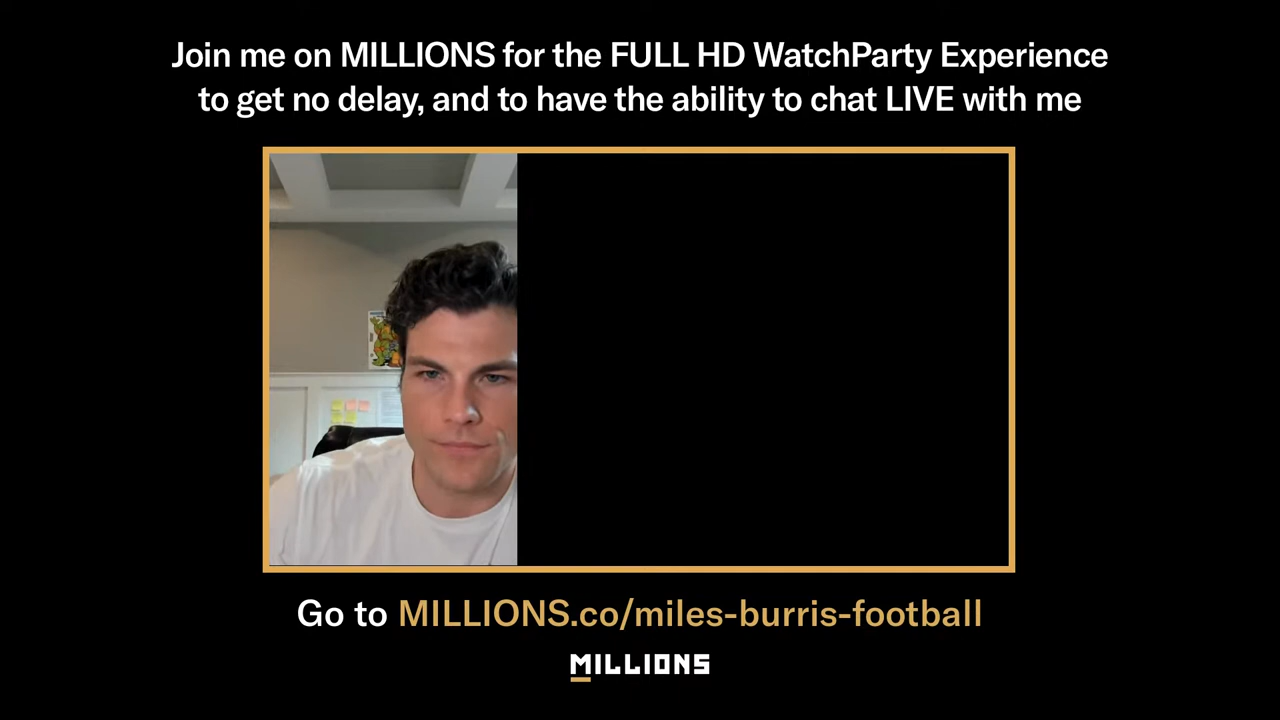 Join me on MILLIONS for the FULL HD WatchParty Experience
to get no delay, and to have the ability to chat LIVE with me
Go to MILLIONS.co/miles-burris-football
MILLIONS